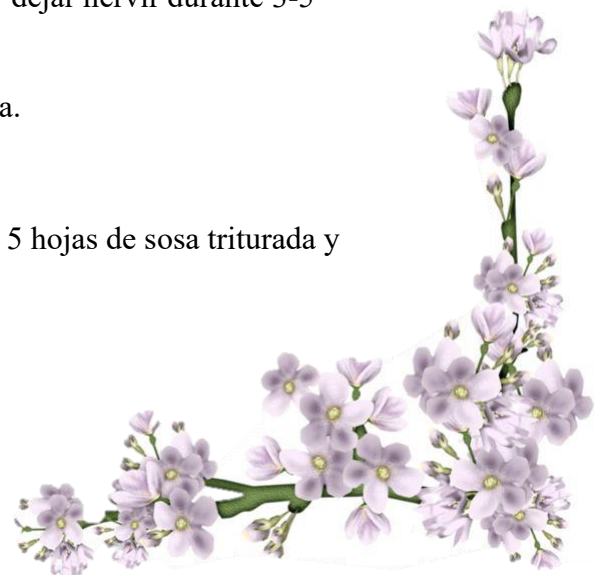 dejar hervir durante 3-5
a.
5 hojas de sosa triturada y